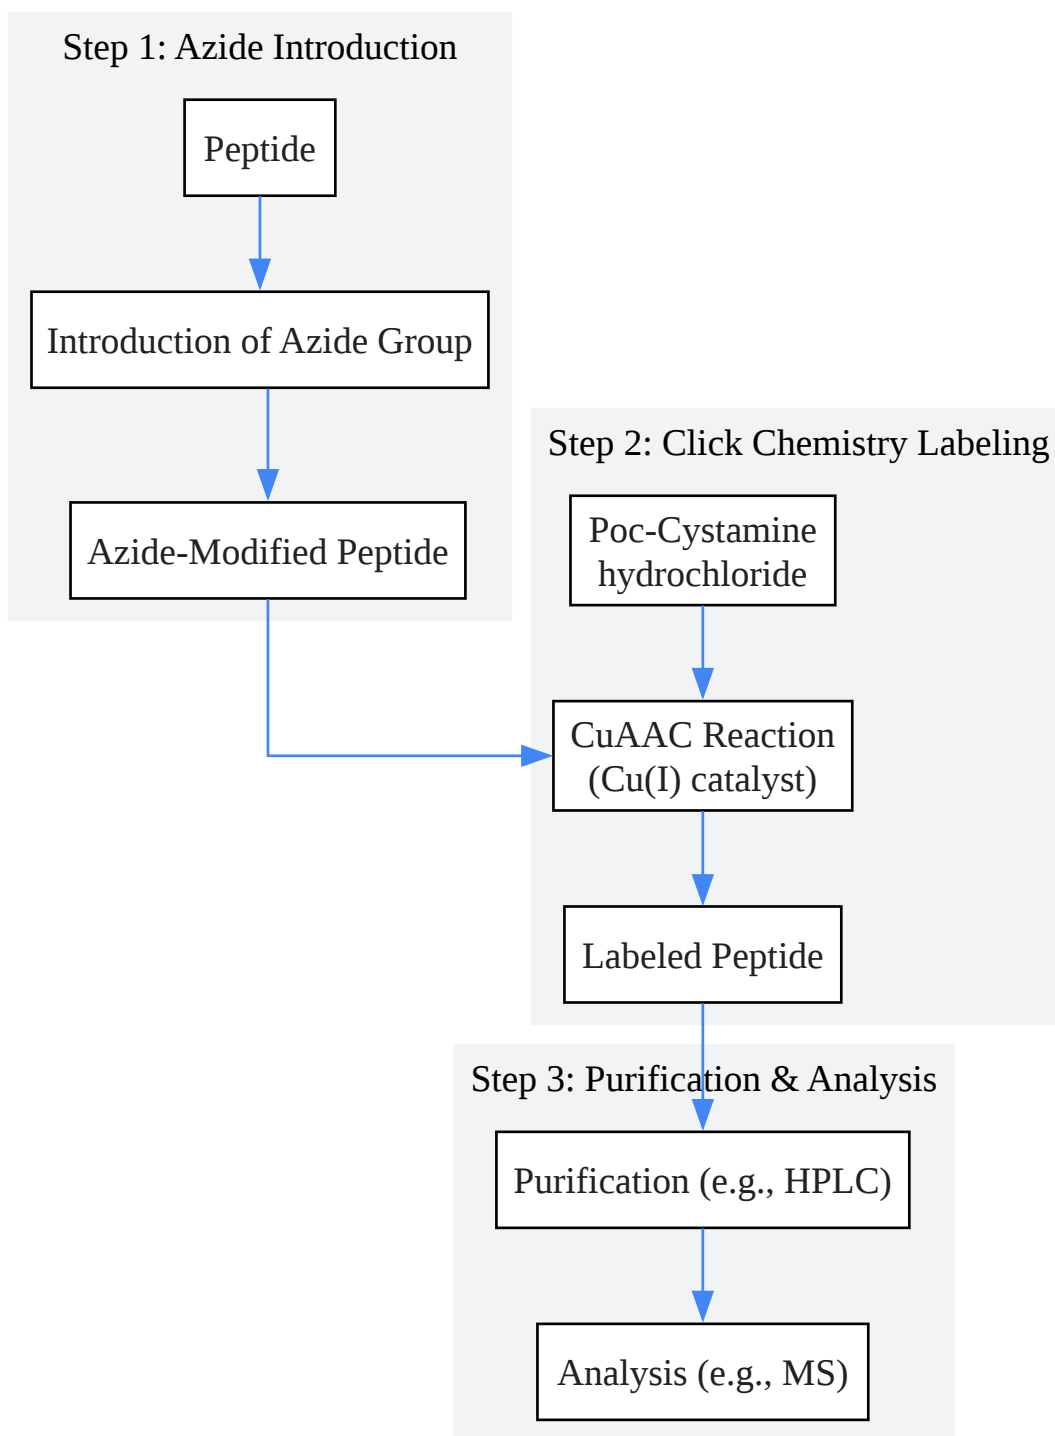 Step 1: Azide Introduction
Peptide
Introduction of Azide Group
Azide-Modified Peptide
Step 2: Click Chemistry Labeling
Poc-Cystamine
hydrochloride
CuAAC Reaction
(Cu(I) catalyst)
Labeled Peptide
Step 3: Purification & Analysis
Purification (e.g., HPLC)
Analysis (e.g., MS)